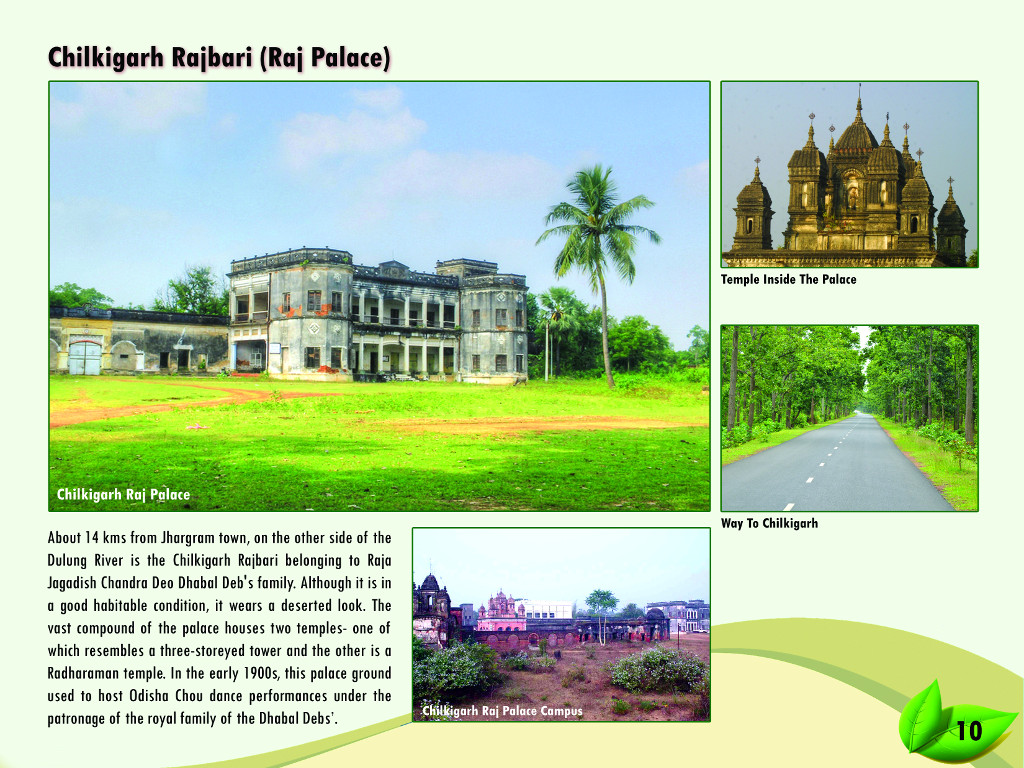 Chilkigarh Rajbari (Raj Palace)
Chilkigarh Raj Palace
Temple Inside The Palace
Way To Chilkigarh
About 14 kms from Jhargram town, on the other side of the
Dulung River is the Chilkigarh Rajbari belonging to Raja
Jagadish Chandra Deo Dhabal Deb's family. Although it is in
a good habitable condition, it wears a deserted look. The
vast compound of the palace houses two temples- one of
which resembles a three-storeyed tower and the other is a
Radharaman temple. In the early 1900s, this palace ground
used to host Odisha Chou dance performances under the
patronage of the royal family of the Dhabal Debs'.
Chilkigarh Raj Palace Campus
10